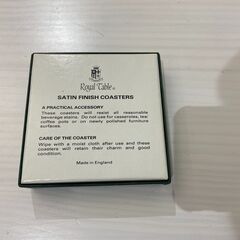 Royal Table®
SATIN FINISH COASTERS
A PRACTICAL ACCESSORY
These coasters will resist all reasonable
beverage stains. Do not use for casseroles, tea/
coffee pots or on newly polished furniture
surfaces.
CARE OF THE COASTER
Wipe with a moist cloth after use and these
coasters will retain their charm and good
condition.
Made in England